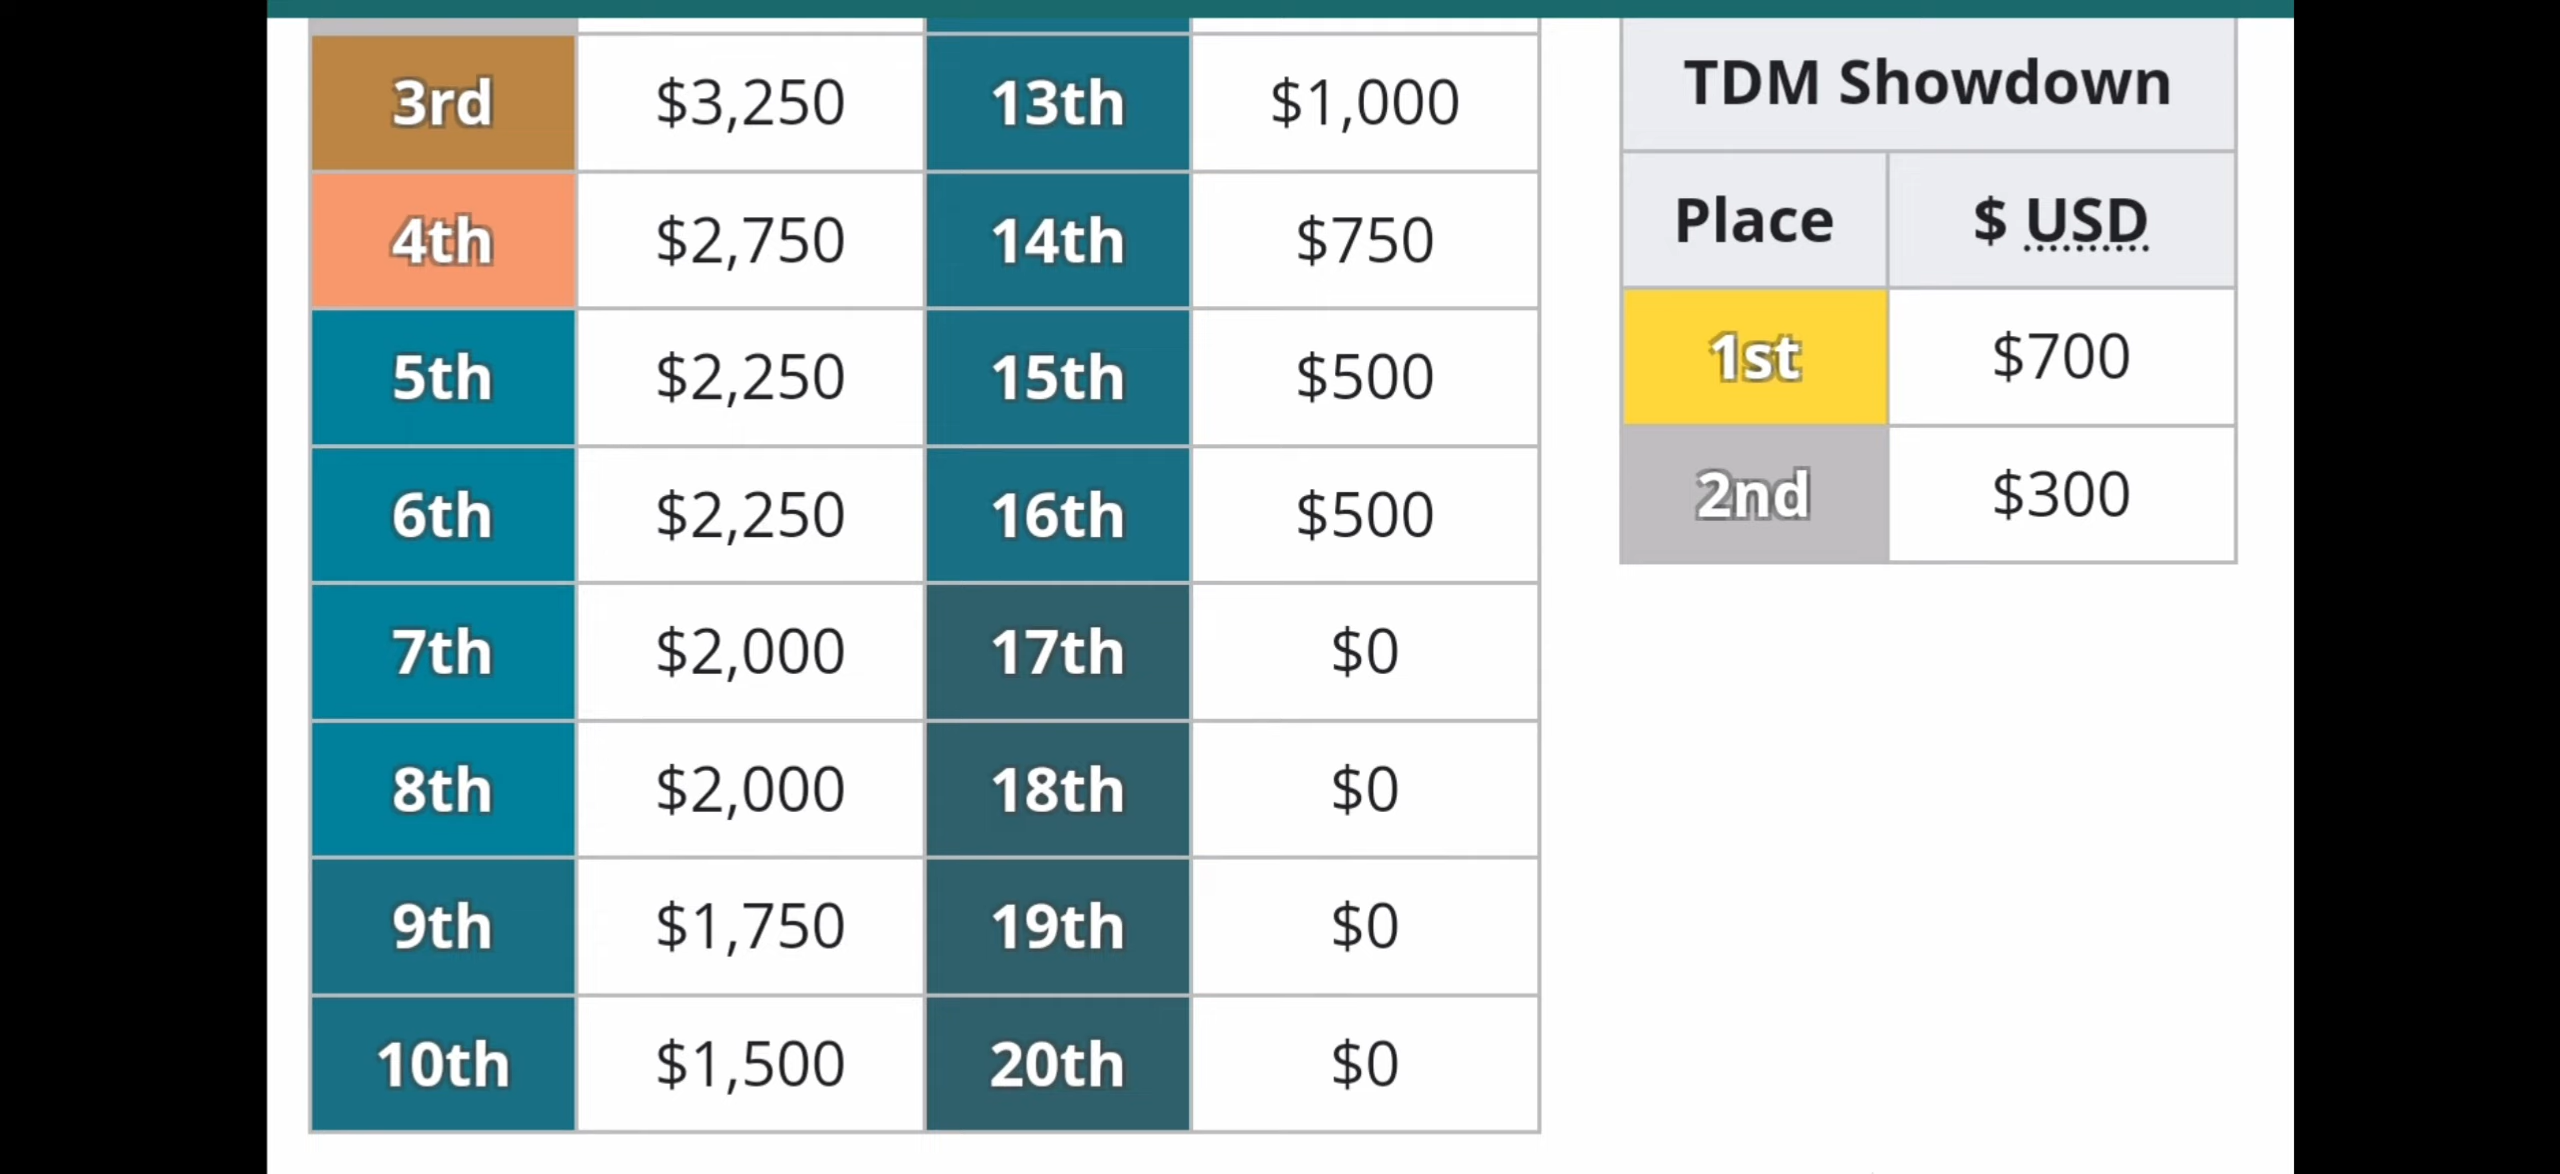 3rd $3,250 13th $1,000
4th $2,750 14th $750
5th $2,250 15th $500
6th $2,250 16th $500
7th $2,000 17th $0
8th $2,000 18th $0
9th $1,750 19th $0
10th $1,500 20th $0
TDM Showdown
Place $ USD
1st $700
2nd $300